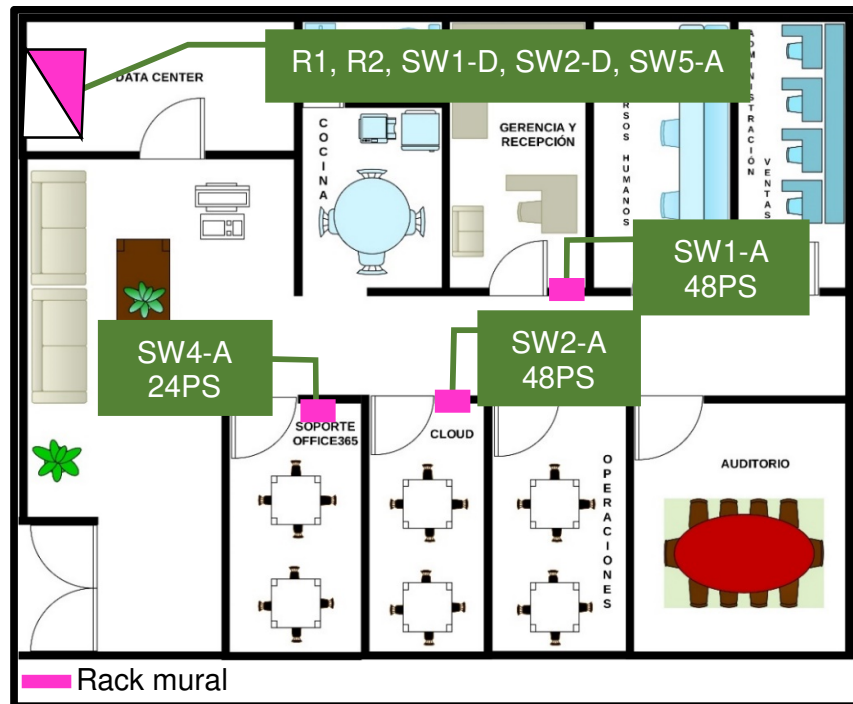 R1, R2, SW1-D, SW2-D, SW5-A
DATA CENTER
COCINA
GERENCIA Y
RECEPCIÓN
RSOS HUMANOS
ADMINISTRACIÓN
VENTAS
SW1-A
48PS
SW4-A
24PS
SW2-A
48PS
SOPORTE
OFFICE365
CLOUD
OPERACIONES
AUDITORIO
Rack mural